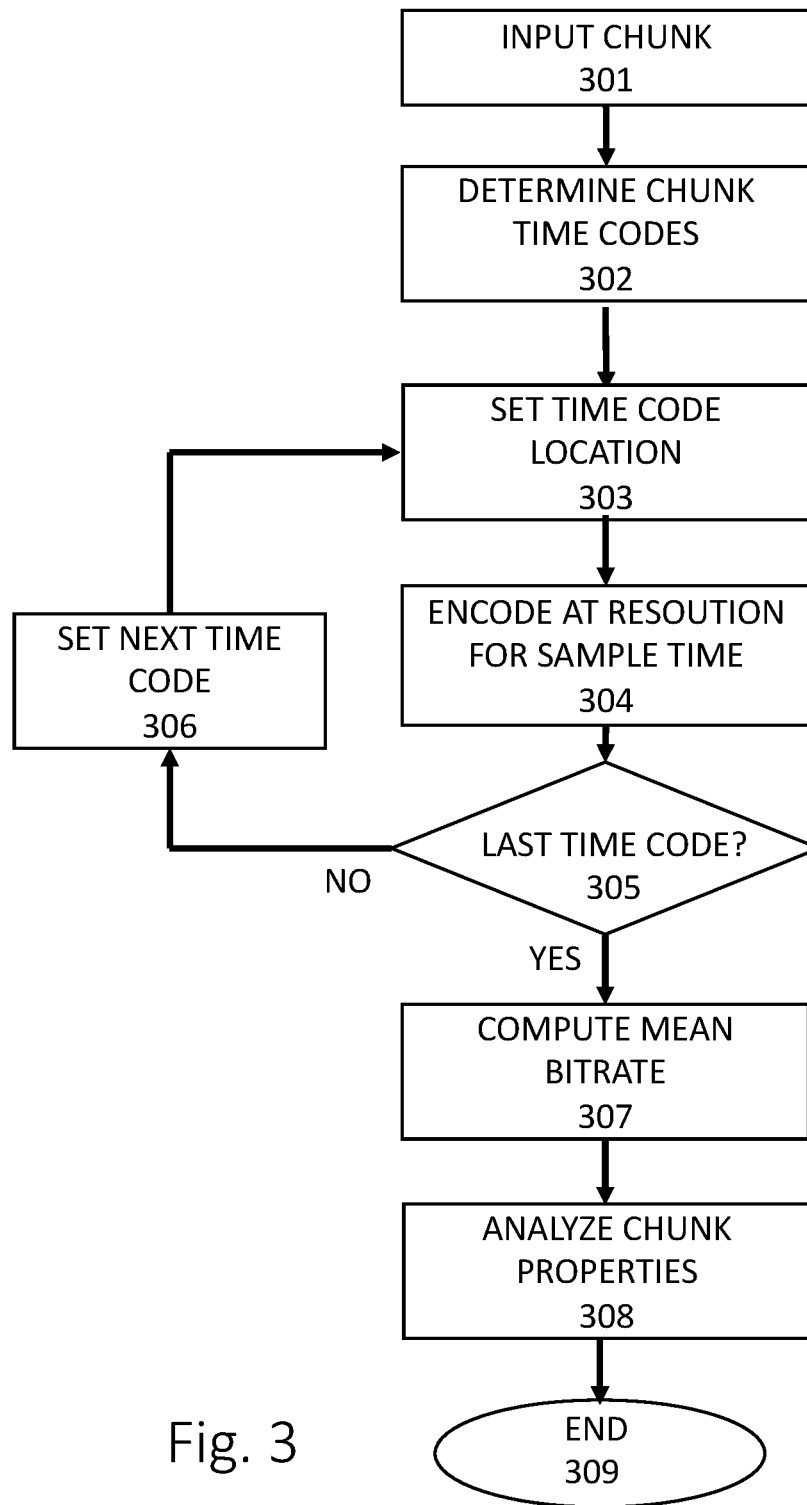 INPUT CHUNK
301
DETERMINE CHUNK
TIME CODES
302
SET TIME CODE
LOCATION
303
ENCODE AT RESOUTION
FOR SAMPLE TIME
304
SET NEXT TIME
CODE
306
LAST TIME CODE?
305
NO
YES
COMPUTE MEAN
BITRATE
307
ANALYZE CHUNK
PROPERTIES
308
END
309
Fig. 3